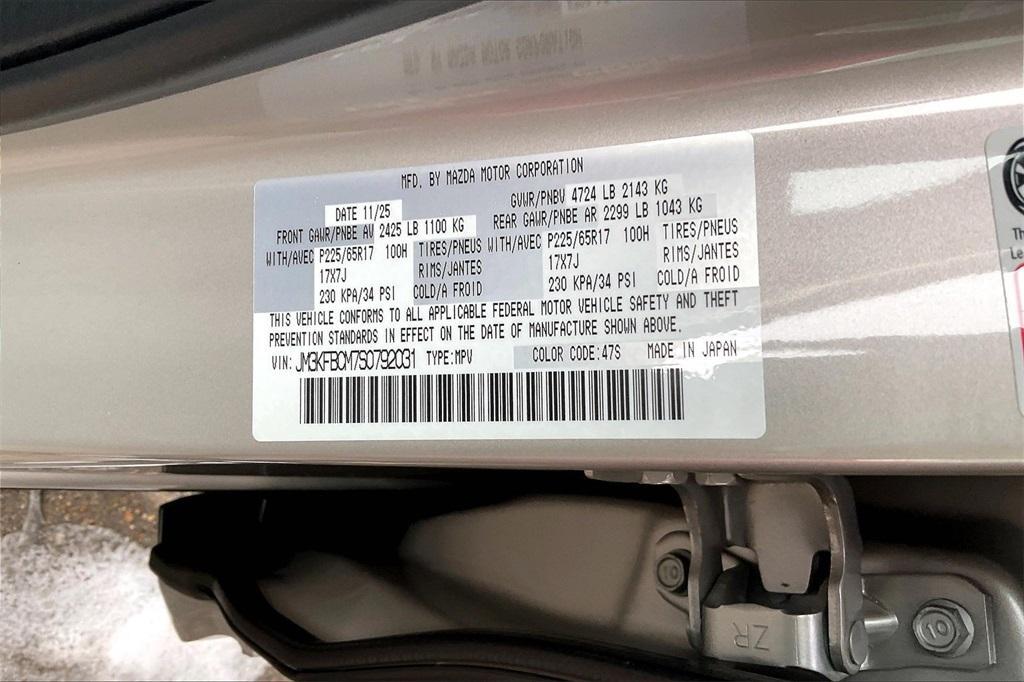 MFD. BY MAZDA MOTOR CORPORATION
DATE 11/25 GVWR/PNBV 4724 LB 2143 KG
FRONT GAWR/PNBE AV 2425 LB 1100 KG REAR GAWR/PNBE AR 2299 LB 1043 KG
WITH/AVEC P225/65R17 100H TIRES/PNEUS WITH/AVEC P225/65R17 100H TIRES/PNEUS
17X7J RIMS/JANTES 17X7J RIMS/JANTES
230 KPA/34 PSI COLD/A FROID 230 KPA/34 PSI COLD/A FROID
THIS VEHICLE CONFORMS TO ALL APPLICABLE FEDERAL MOTOR VEHICLE SAFETY AND THEFT
PREVENTION STANDARDS IN EFFECT ON THE DATE OF MANUFACTURE SHOWN ABOVE.
VIN: JM3KFBCM7S0792031 TYPE:MPV COLOR CODE:47S MADE IN JAPAN
Th
Le
10
ZR
10